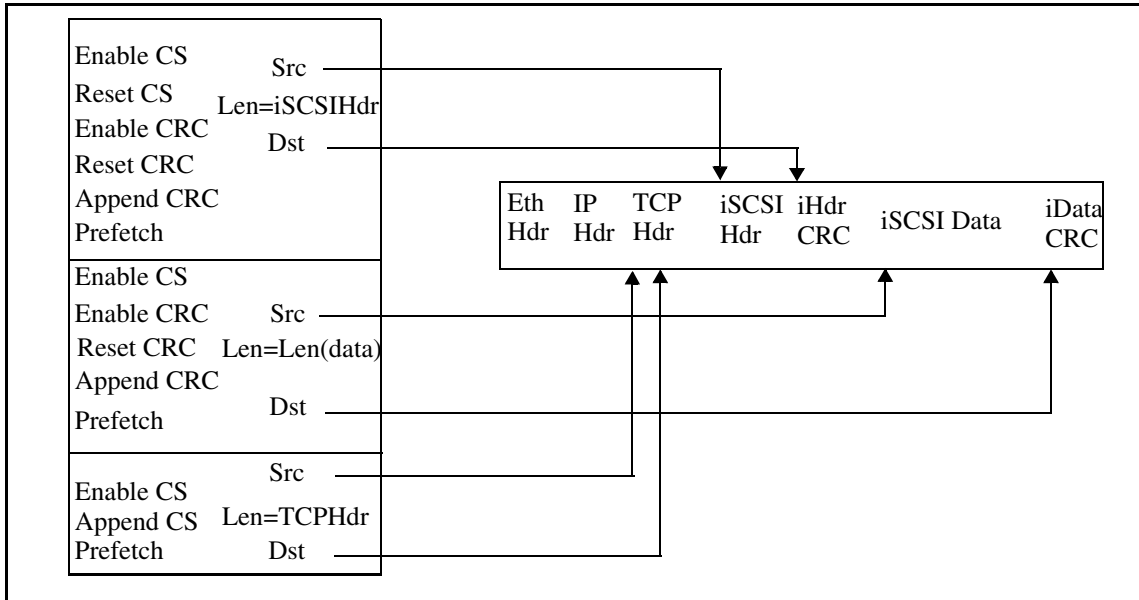 Enable CS
Src
Reset CS
Len=iSCSIHdr
Enable CRC
Dst
Reset CRC
Append CRC
Prefetch
Enable CS
Enable CRC
Src
Reset CRC
Len=Len(data)
Append CRC
Dst
Prefetch
Src
Enable CS
Append CS
Len=TCPHdr
Prefetch
Dst
Eth
Hdr
IP
Hdr
TCP
Hdr
iSCSI
Hdr
iHdr
CRC
iSCSI Data
iData
CRC